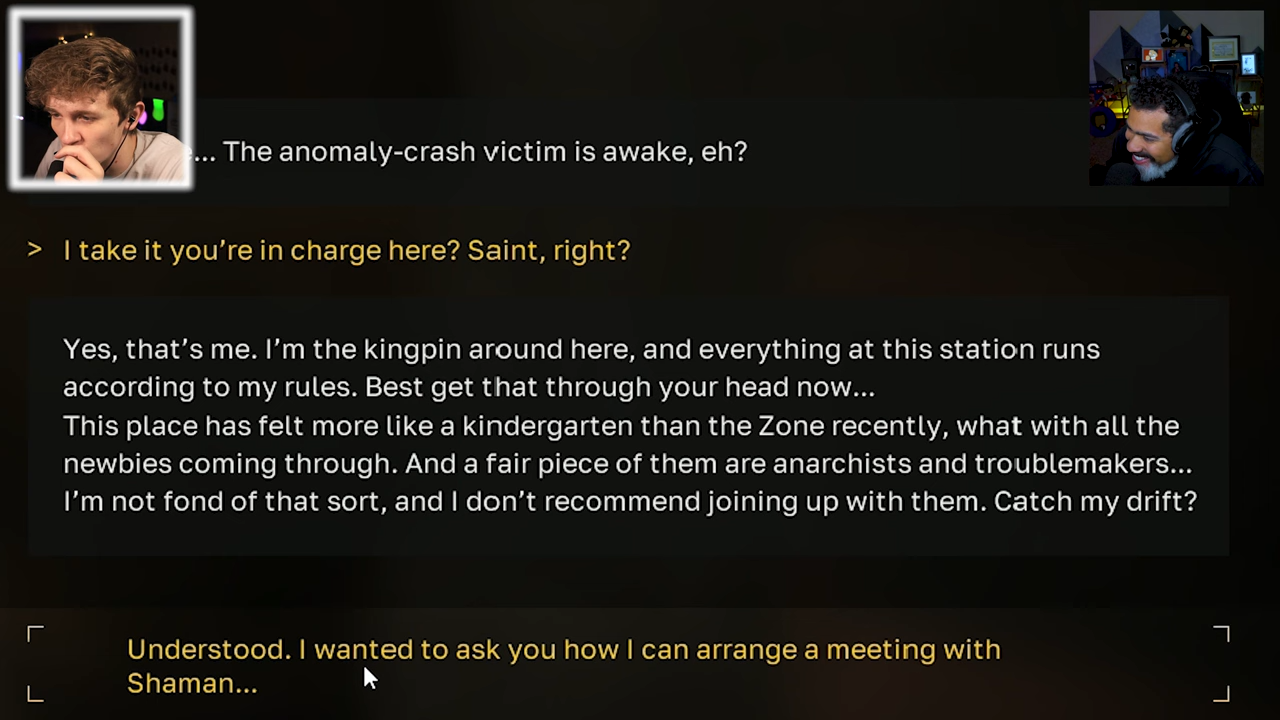 ... The anomaly-crash victim is awake, eh?
> I take it you're in charge here? Saint, right?
Yes, that's me. I'm the kingpin around here, and everything at this station runs
according to my rules. Best get that through your head now...
This place has felt more like a kindergarten than the Zone recently, what with all the
newbies coming through. And a fair piece of them are anarchists and troublemakers...
I'm not fond of that sort, and I don't recommend joining up with them. Catch my drift?
Understood. I wanted to ask you how I can arrange a meeting with
Shaman...